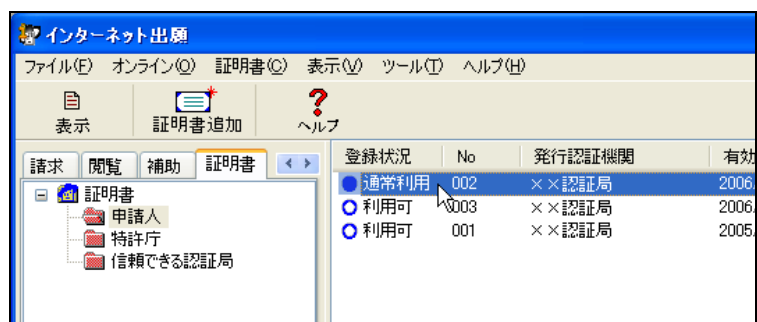 インターネット出願
ファイル(F) オンライン(O) 証明書(C) 表示(V) ツール(T) ヘルプ(H)
表示 証明書追加 ヘルプ
請求 閲覧 補助 証明書
証明書
申請人
特許庁
信頼できる認証局
登録状況 No 発行認証機関 有効
通常利用 002 ××認証局 2006.
利用可 003 ××認証局 2006.
利用可 001 ××認証局 2005.